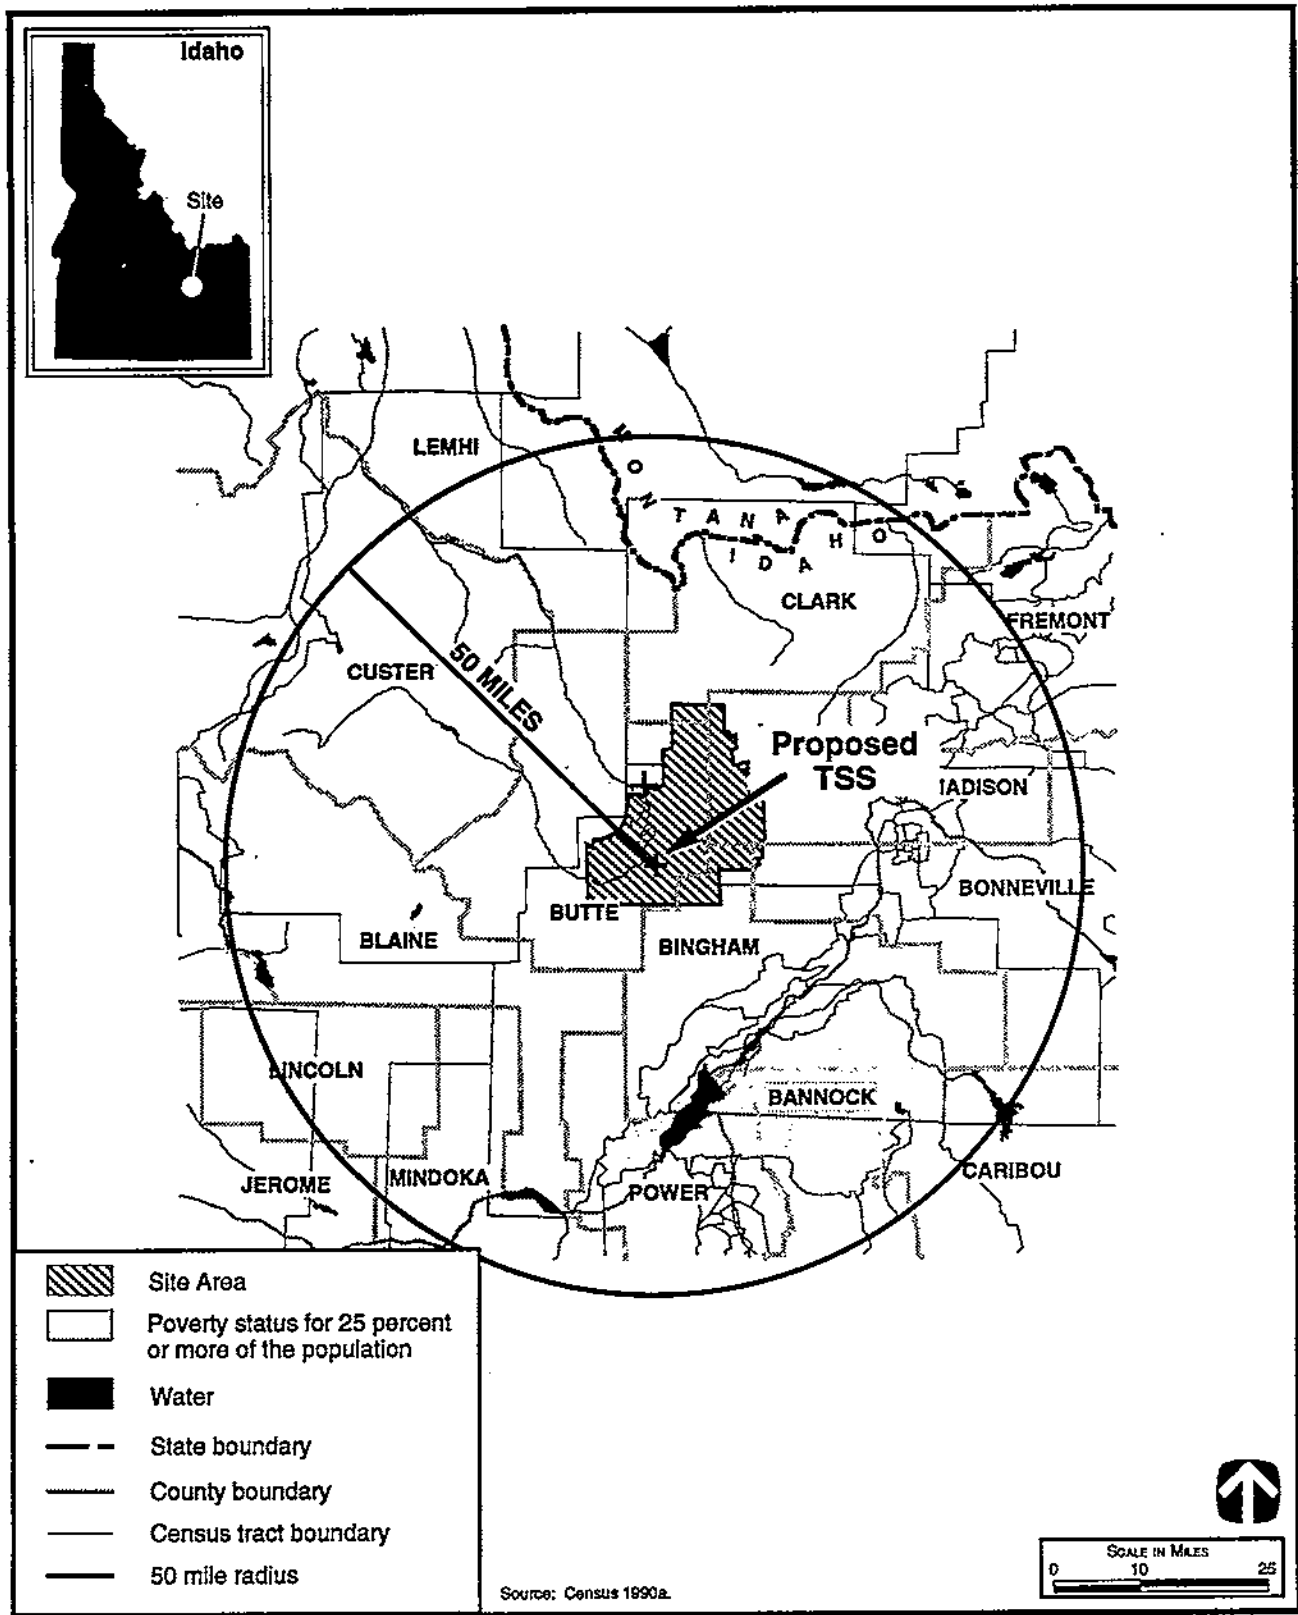 Idaho
Site
LEMHI
M O N T A N A
I D A H O
CLARK
FREMONT
CUSTER
50 MILES
Proposed
TSS
IADISON
BONNEVILLE
BUTTE
BLAINE
BINGHAM
LINCOLN
BANNOCK
JEROME
MINDOKA
POWER
CARIBOU
Site Area
Poverty status for 25 percent
or more of the population
Water
State boundary
County boundary
Census tract boundary
50 mile radius
Source: Census 1990a.
SCALE IN MILES
0 10 25